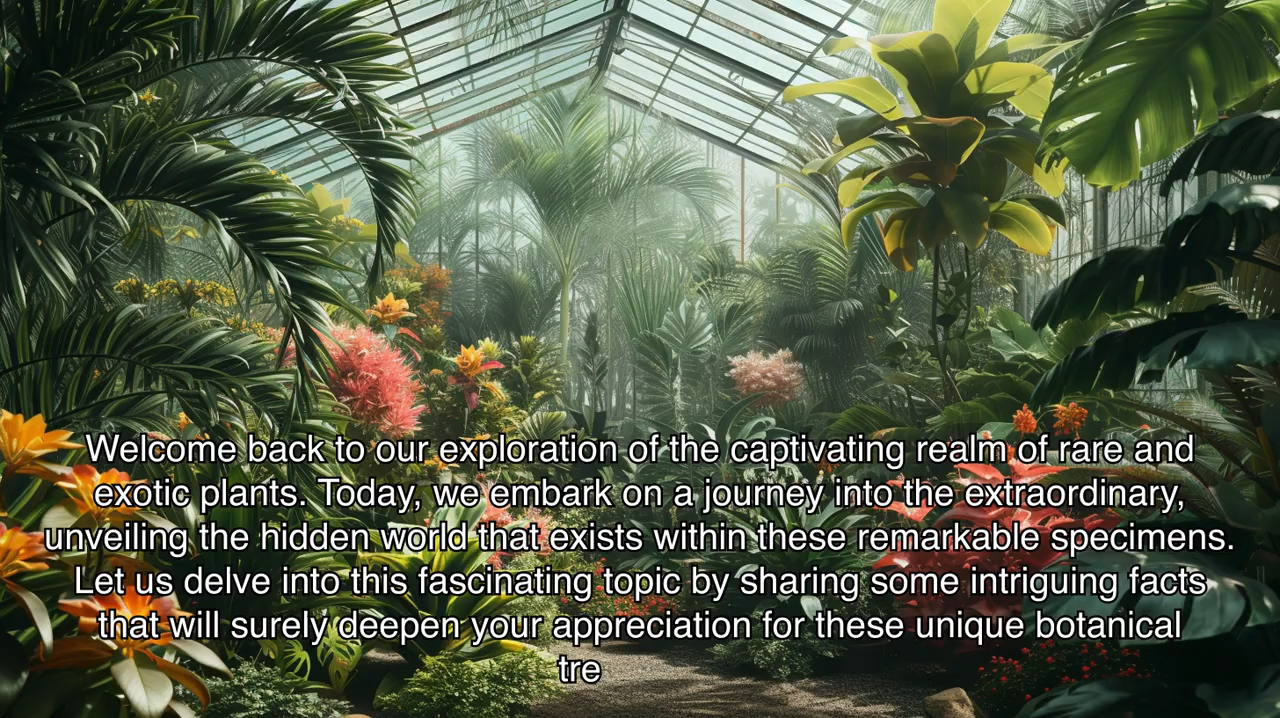 Welcome back to our exploration of the captivating realm of rare and
exotic plants. Today, we embark on a journey into the extraordinary,
unveiling the hidden world that exists within these remarkable specimens.
Let us delve into this fascinating topic by sharing some intriguing facts
that will surely deepen your appreciation for these unique botanical
tre